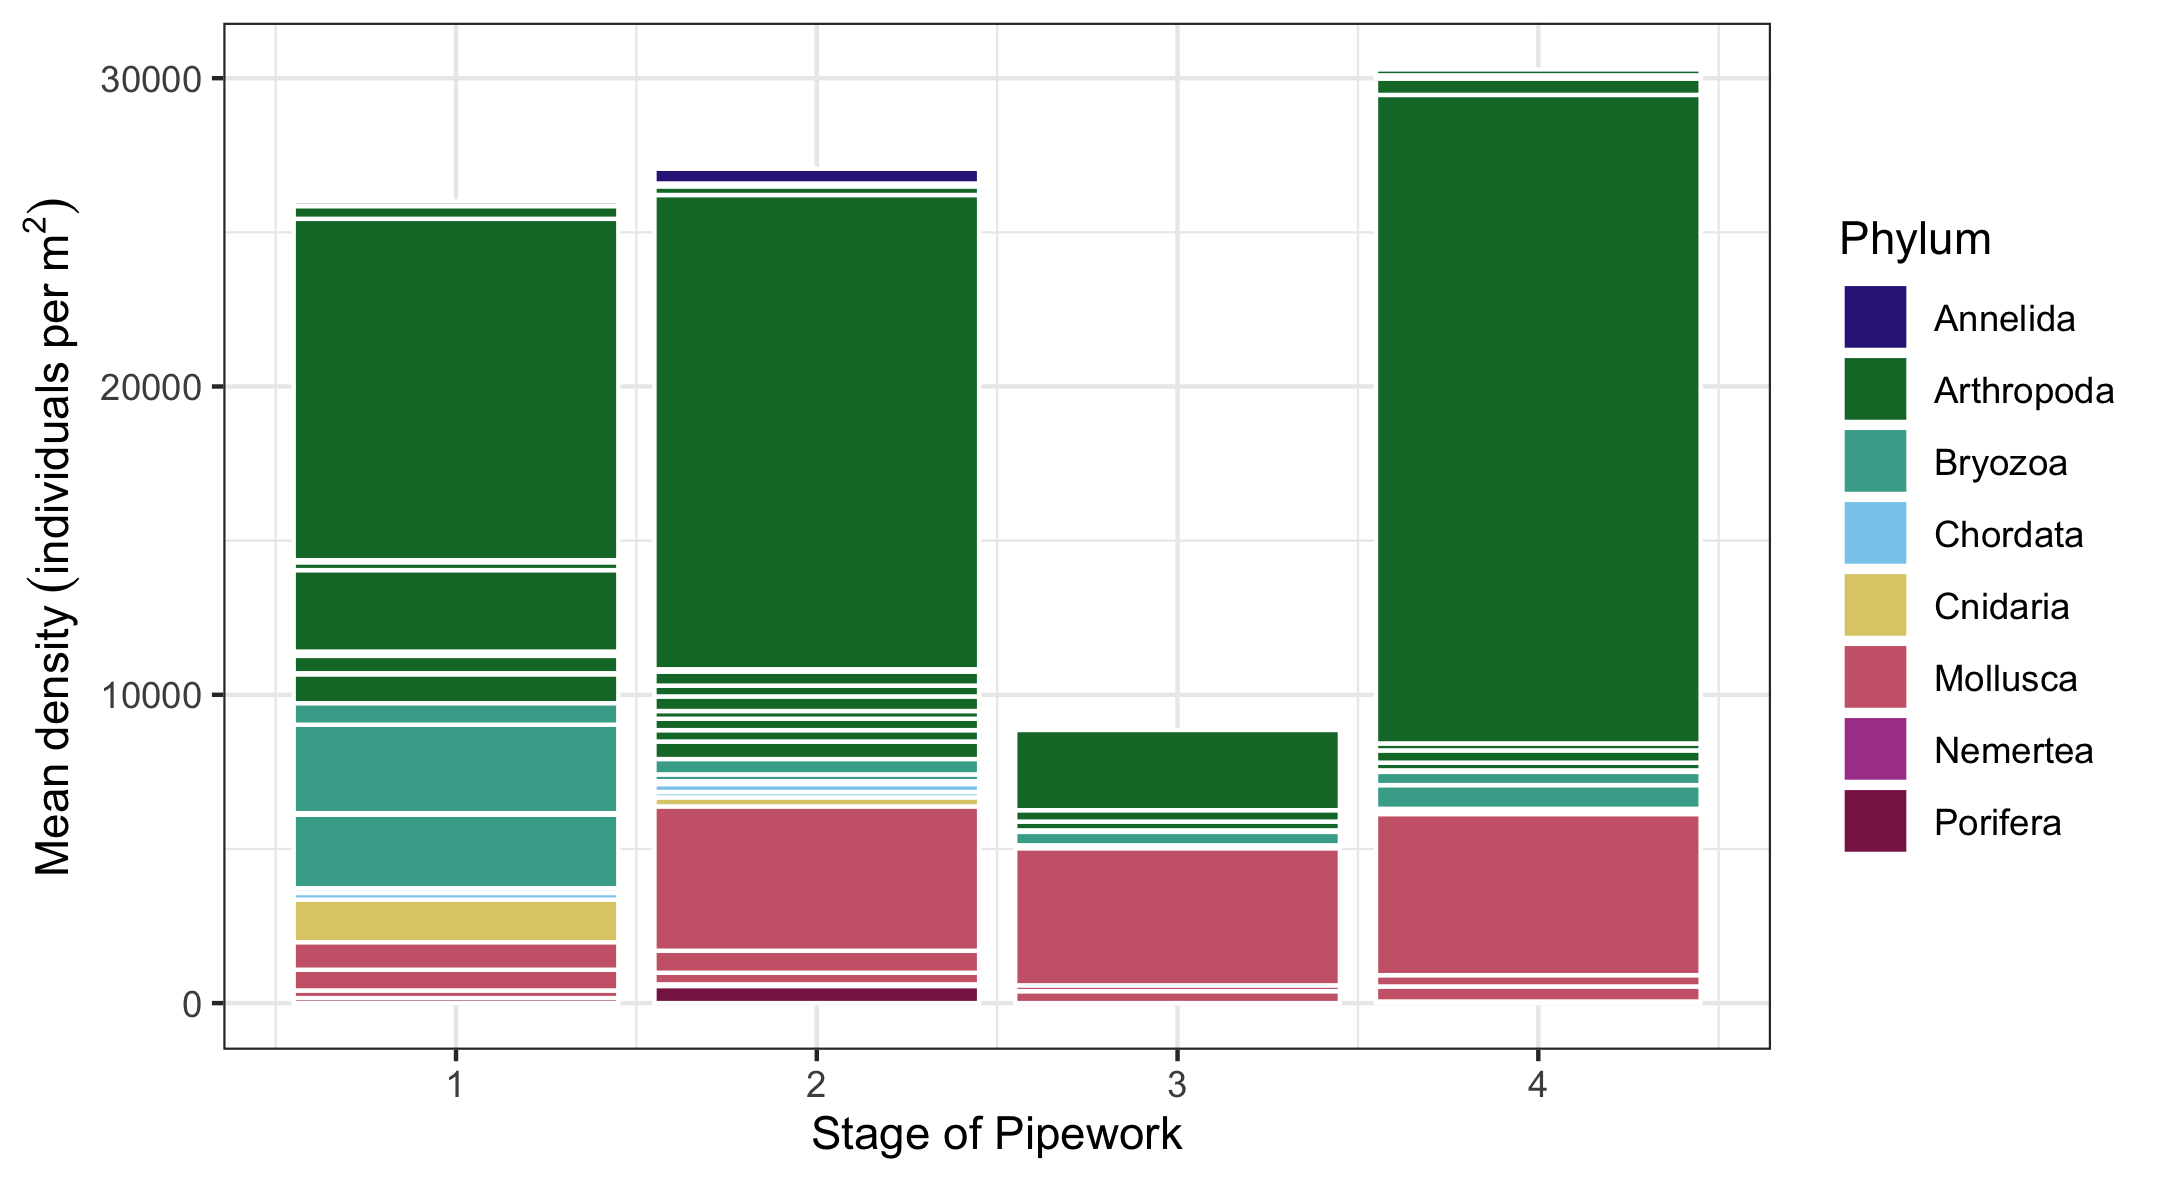 30000
20000
10000
0
Mean density (individuals per m²)
1 2 3 4
Stage of Pipework
Phylum
Annelida
Arthropoda
Bryozoa
Chordata
Cnidaria
Mollusca
Nemertea
Porifera